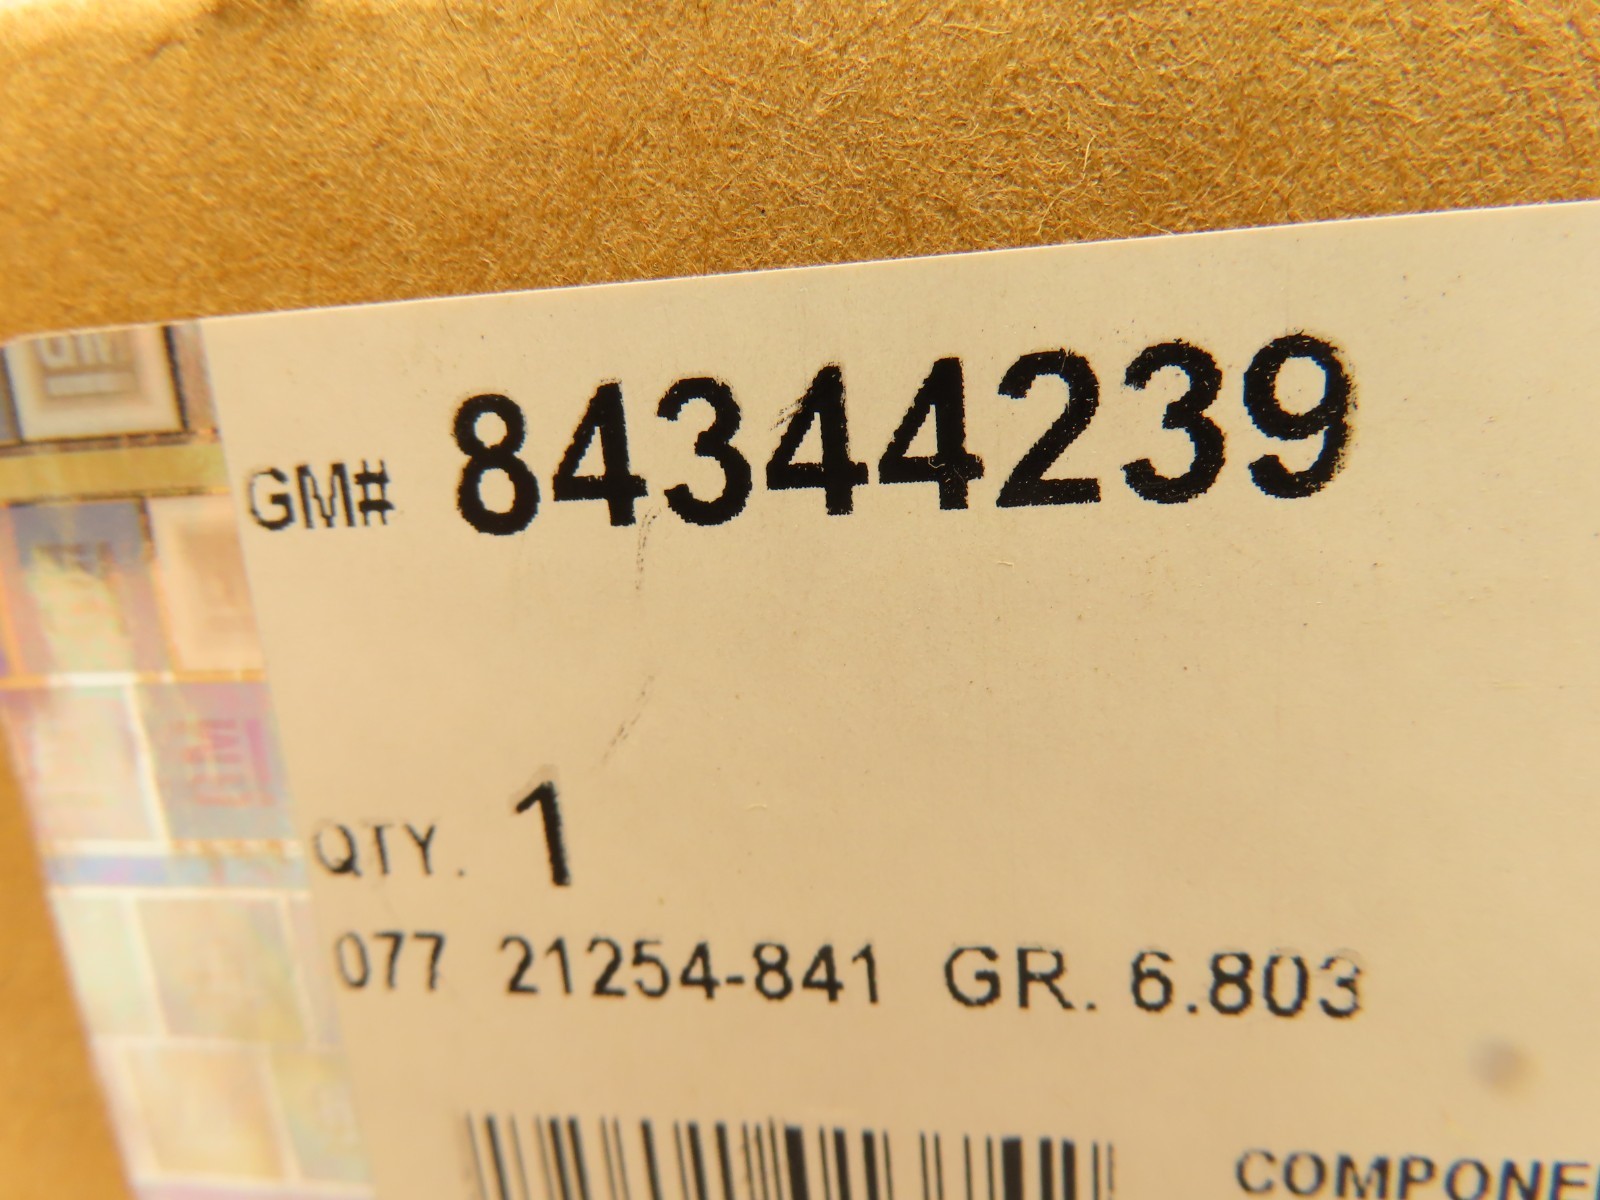 GM# 84344239
QTY. 1
077 21254-841 GR. 6.803